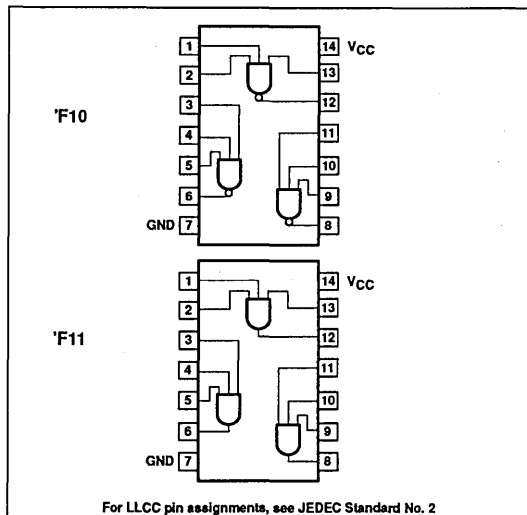 1 14 VCC
2 13
3 12
'F10
4 11
5 10
6 9
GND 7 8
1 14 VCC
2 13
'F11
3 12
4 11
5 10
6 9
GND 7 8
For LLCC pin assignments, see JEDEC Standard No. 2